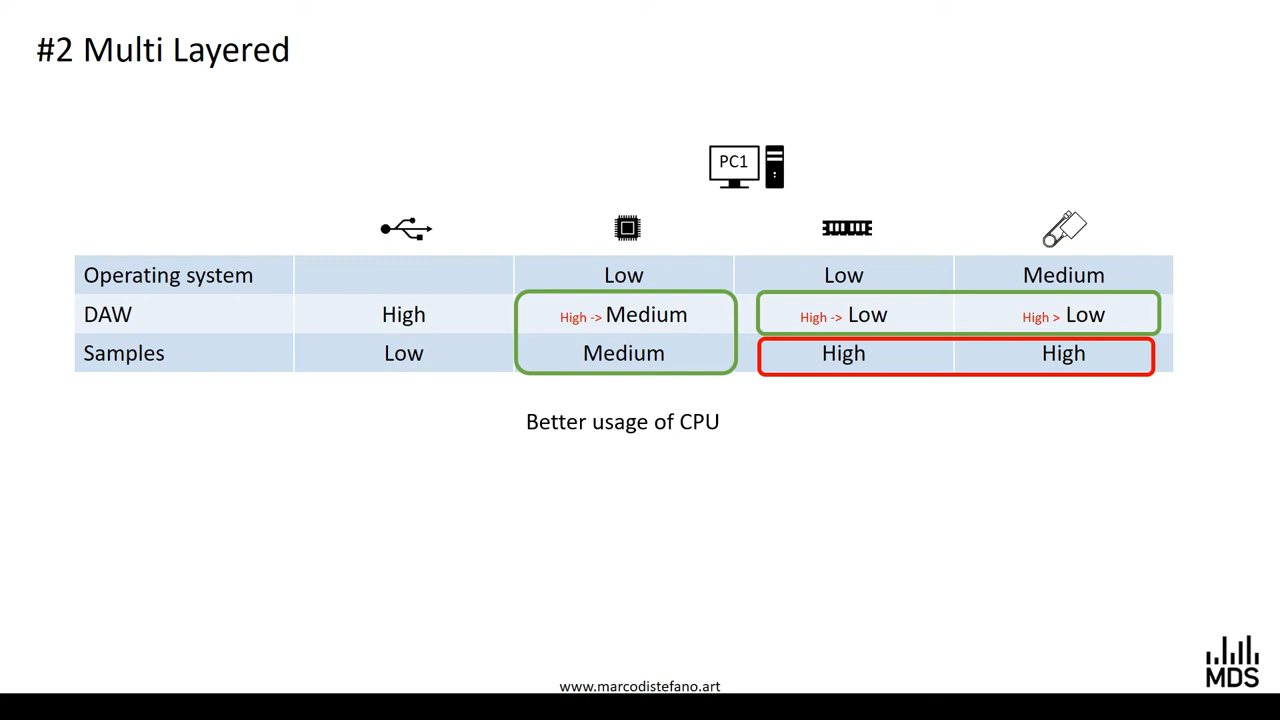 #2 Multi Layered
PC1
Operating system Low Low Medium
DAW High High -> Medium High -> Low High > Low
Samples Low Medium High High
Better usage of CPU
www.marcodistefano.art
MDS